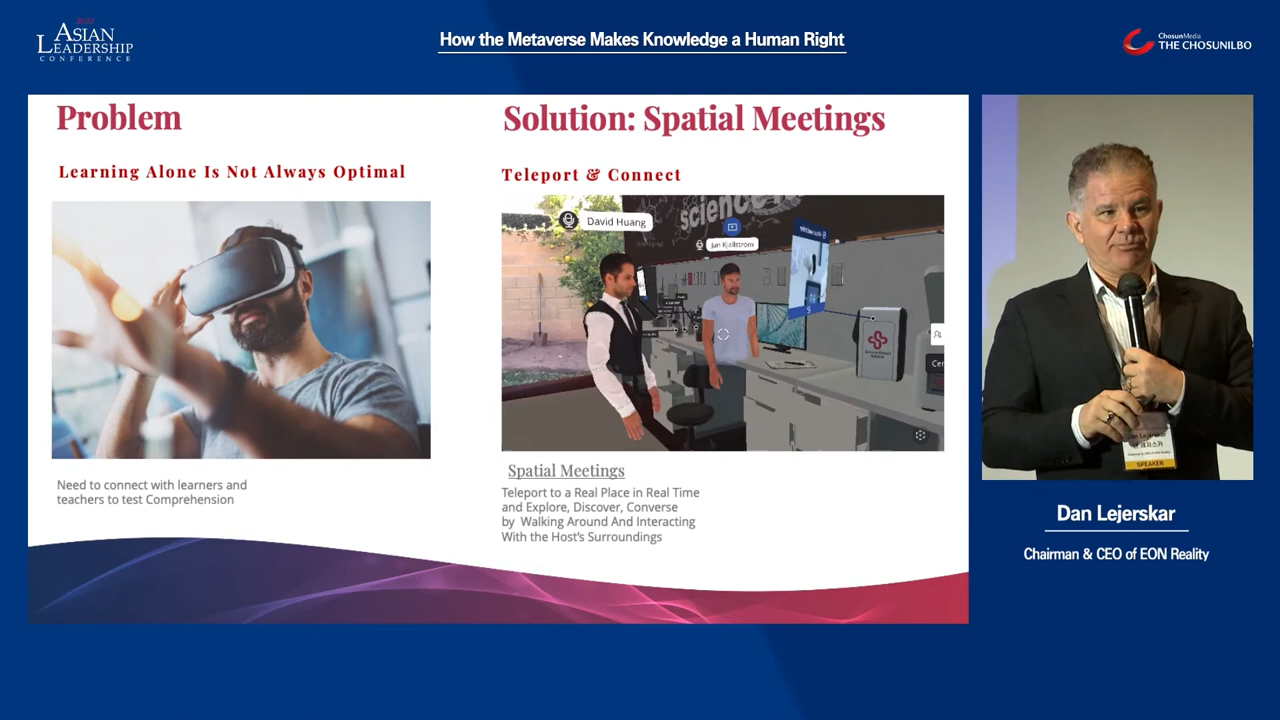 2022
ASIAN
LEADERSHIP
CONFERENCE
How the Metaverse Makes Knowledge a Human Right
ChosunMedia
THE CHOSUNILBO
Problem
Learning Alone Is Not Always Optimal
Need to connect with learners and
teachers to test Comprehension
Solution: Spatial Meetings
Teleport & Connect
David Huang
science
Jan Kjallstrom
Cer
Spatial Meetings
Teleport to a Real Place in Real Time
and Explore, Discover, Converse
by Walking Around And Interacting
With the Host's Surroundings
SPEAKER
Dan Lejerskar
Chairman & CEO of EON Reality